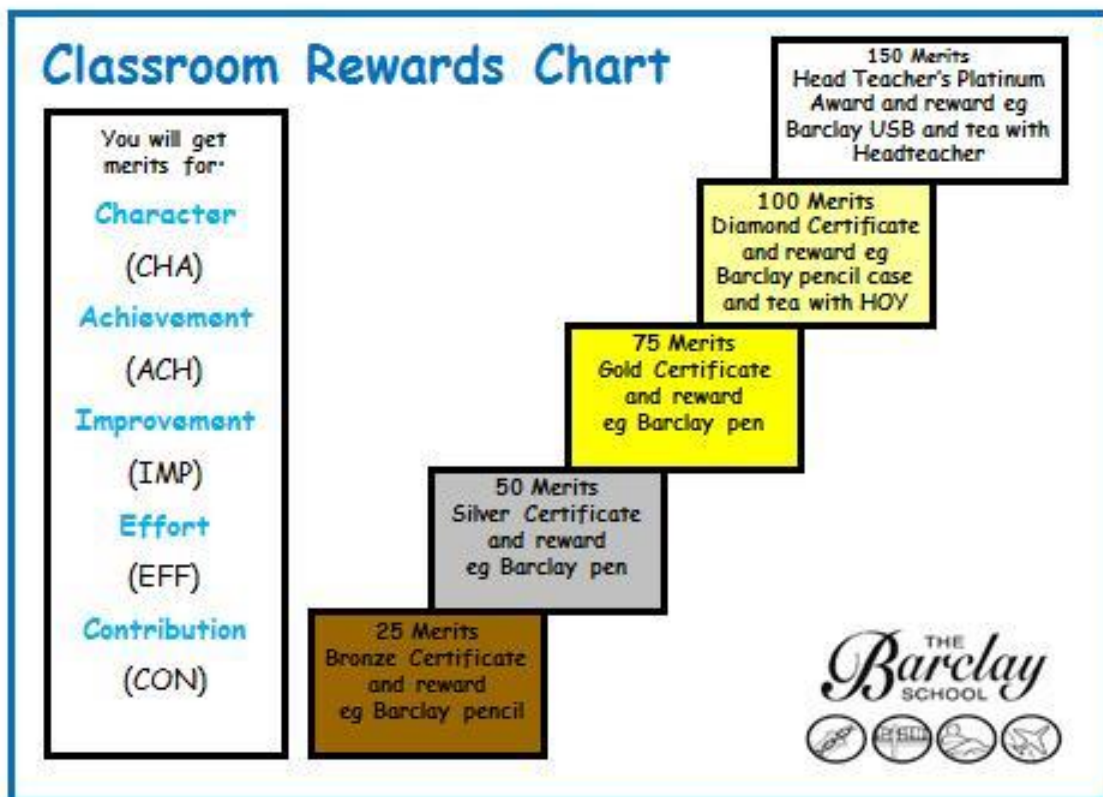 Classroom Rewards Chart
You will get
merits for:
Character
(CHA)
Achievement
(ACH)
Improvement
(IMP)
Effort
(EFF)
Contribution
(CON)
150 Merits
Head Teacher's Platinum
Award and reward eg
Barclay USB and tea with
Headteacher
100 Merits
Diamond Certificate
and reward eg
Barclay pencil case
and tea with HOY
75 Merits
Gold Certificate
and reward
eg Barclay pen
50 Merits
Silver Certificate
and reward
eg Barclay pen
25 Merits
Bronze Certificate
and reward
eg Barclay pencil
THE
Barclay
SCHOOL